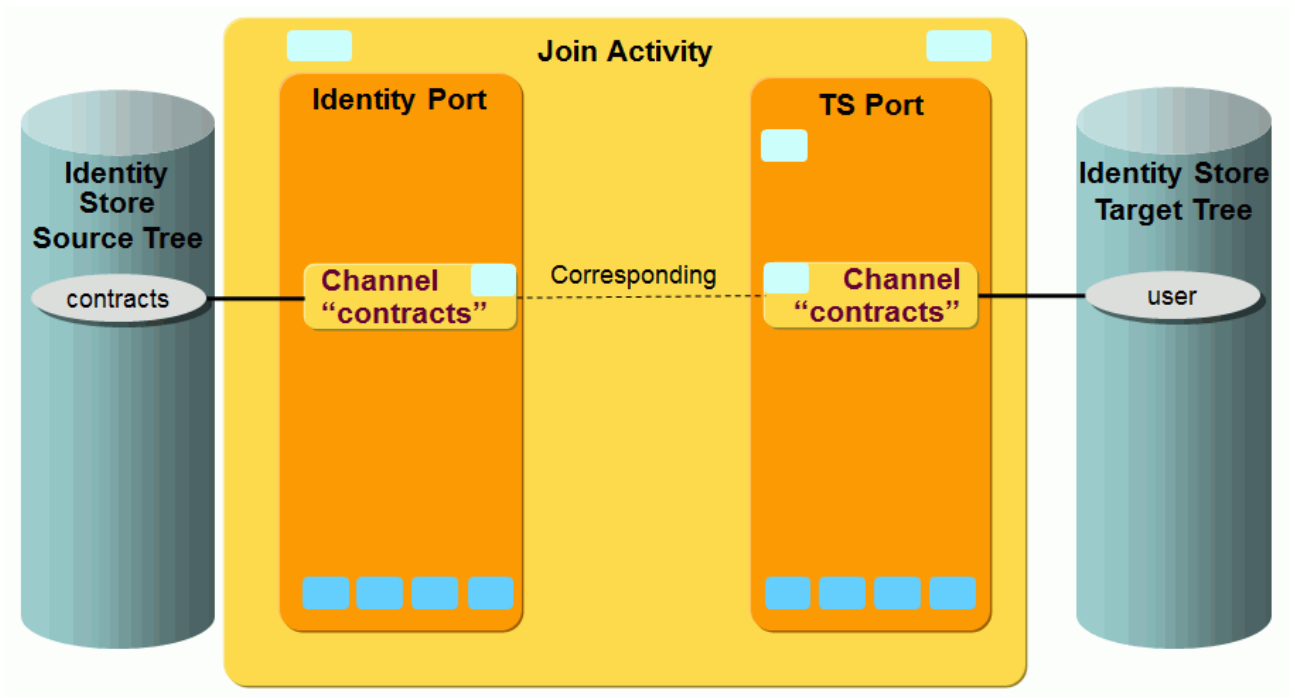 Join Activity
Identity Port
TS Port
Identity
Store
Source Tree
Identity Store
Target Tree
contracts
Channel
“contracts”
Corresponding
Channel
“contracts”
user